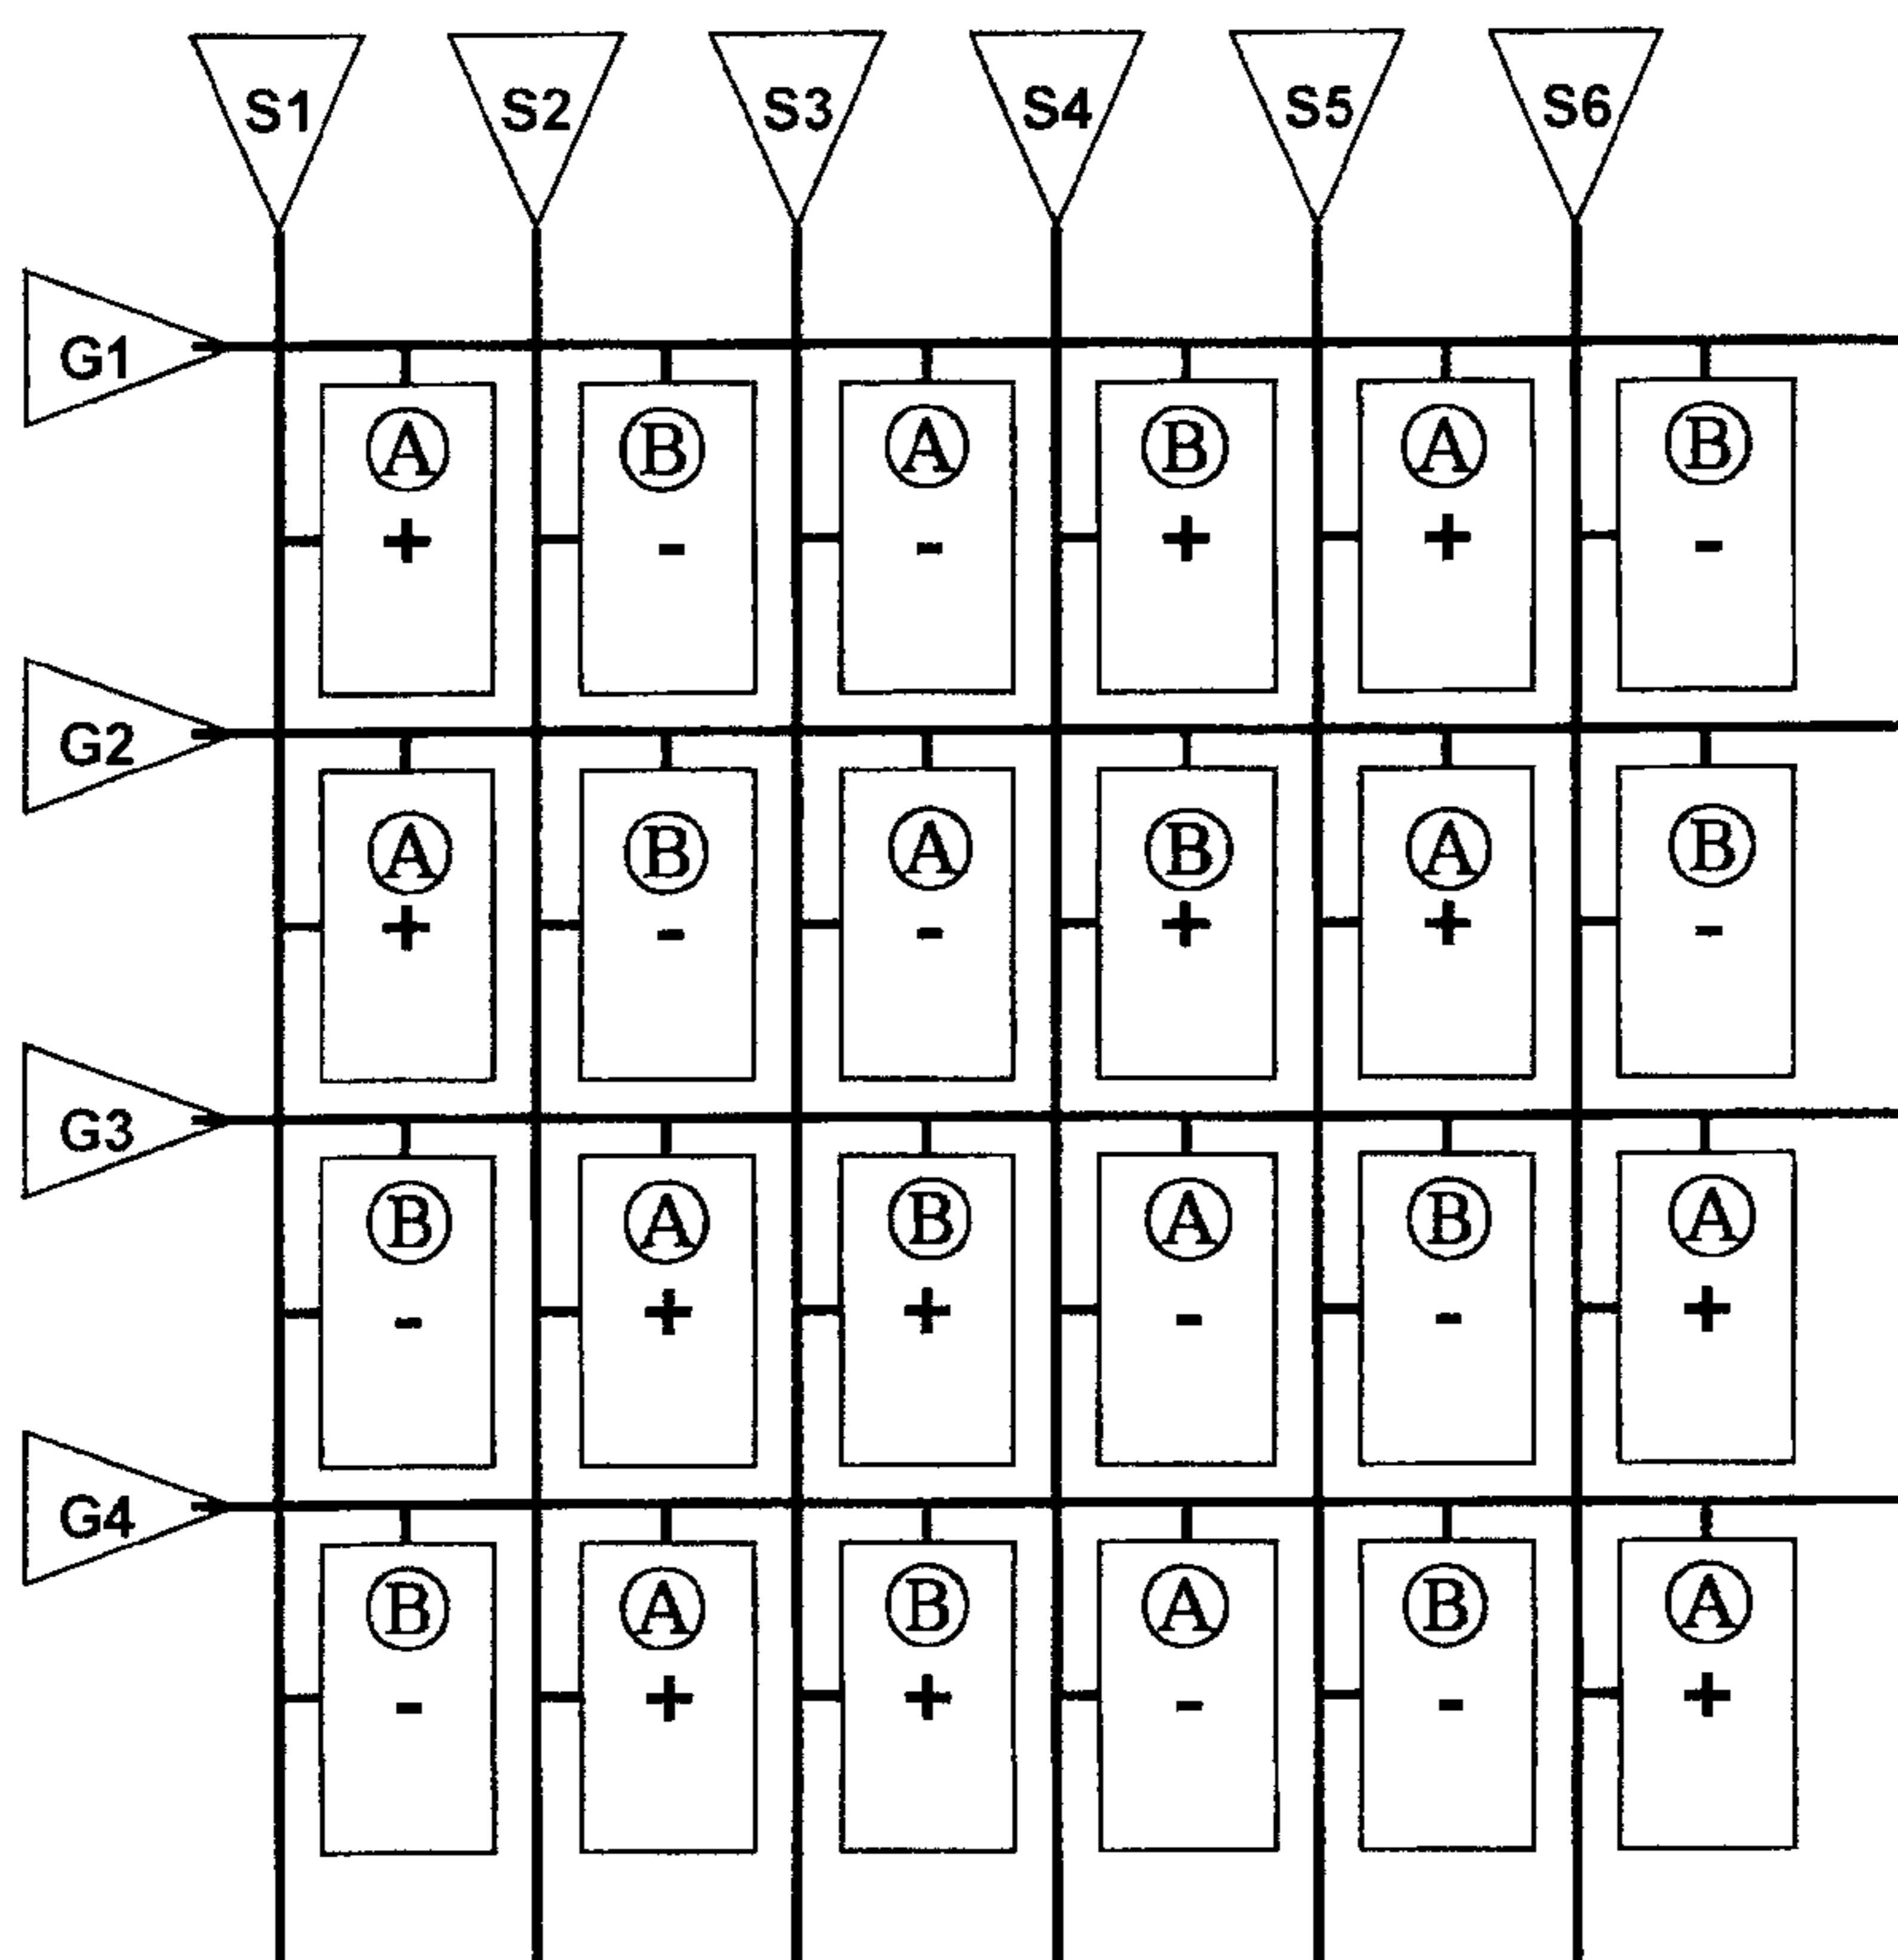 S1 S2 S3 S4 S5 S6
G1
A B A B A B
+ - - + + -
G2
A B A B A B
+ - - + + -
G3
B A B A B A
- + + - - +
G4
B A B A B A
- + + - - +